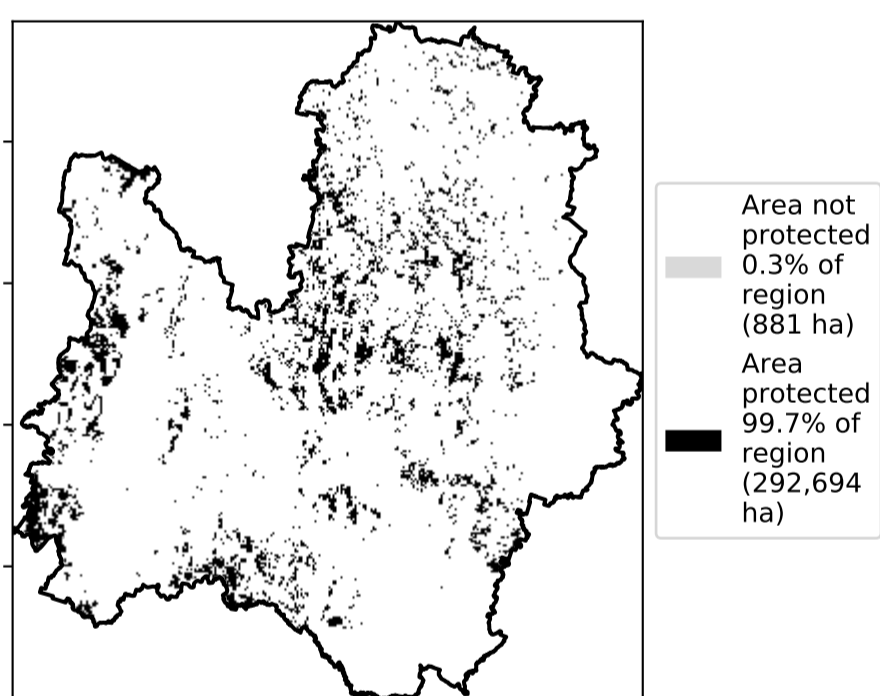 Area not
protected
0.3% of
region
(881 ha)
Area
protected
99.7% of
region
(292,694
ha)